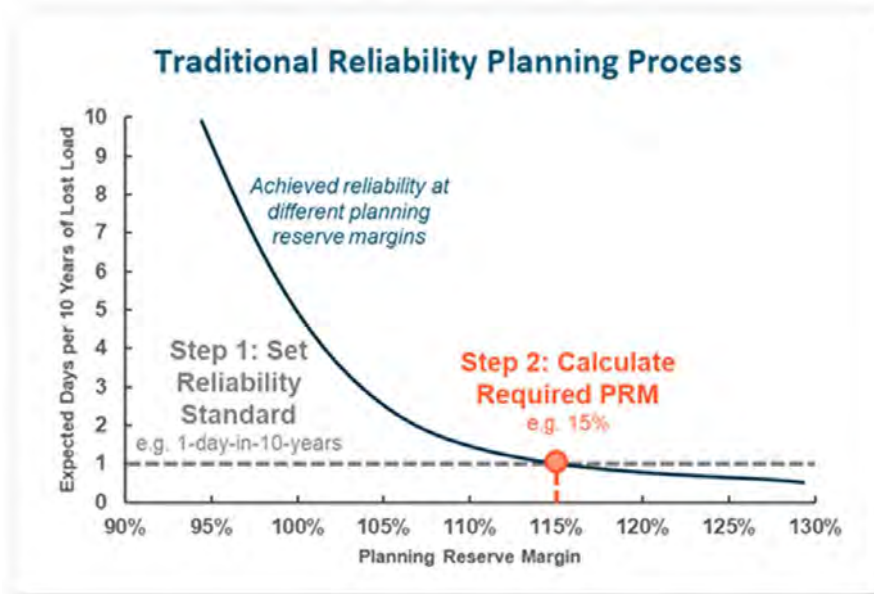 Traditional Reliability Planning Process
Expected Days per 10 Years of Lost Load
10
9
8
7
6
5
4
3
2
1
0
Achieved reliability at
different planning
reserve margins
Step 1: Set
Reliability
Standard
e.g. 1-day-in-10-years
Step 2: Calculate
Required PRM
e.g. 15%
90% 95% 100% 105% 110% 115% 120% 125% 130%
Planning Reserve Margin